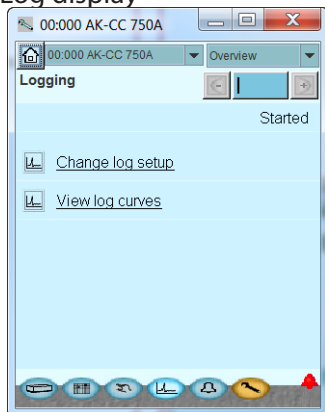 Log display
00:000 AK-CC 750A
00:000 AK-CC 750A Overview
Logging
Started
Change log setup
View log curves